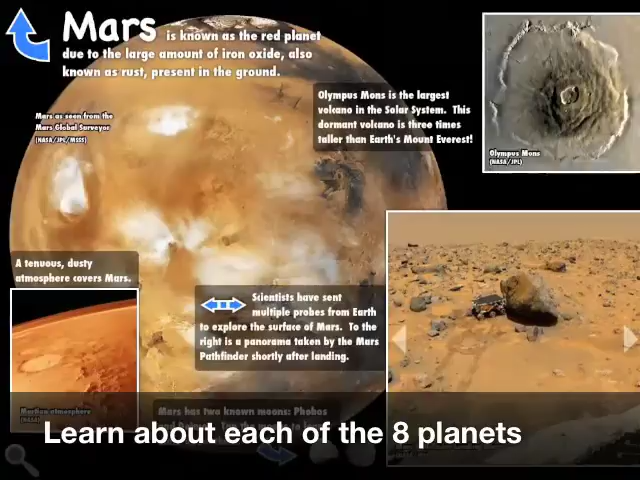 Mars is known as the red planet
due to the large amount of iron oxide, also
known as rust, present in the ground.
Mars as seen from the
Mars Global Surveyor
(NASA/JPL/MSSS)
Olympus Mons is the largest
volcano in the Solar System. This
dormant volcano is three times
taller than Earth's Mount Everest!
Olympus Mons
(NASA/JPL)
A tenuous, dusty
atmosphere covers Mars.
Scientists have sent
multiple probes from Earth
to explore the surface of Mars. To the
right is a panorama taken by the Mars
Pathfinder shortly after landing.
Martian atmosphere
(NASA)
Mars has two known moons: Phobos
Learn about each of the 8 planets